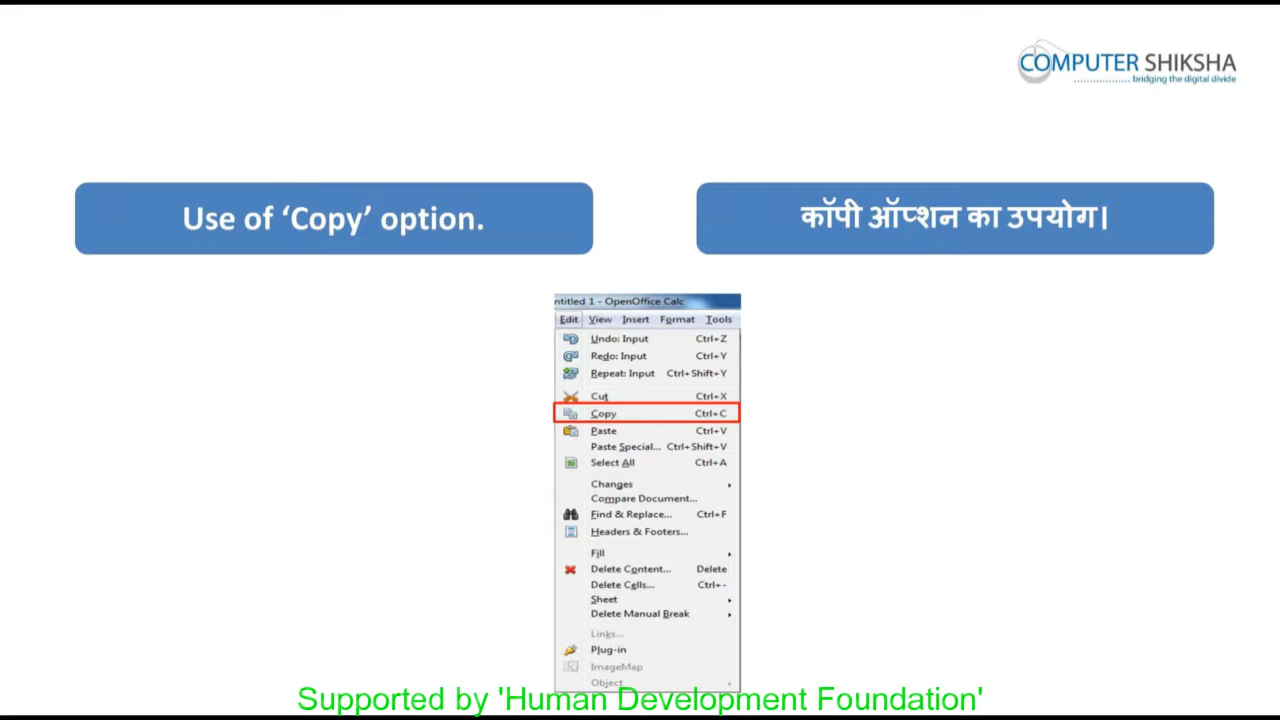 COMPUTER SHIKSHA
bridging the digital divide
Use of ‘Copy’ option.
कॉपी ऑप्शन का उपयोग।
ntitled 1 - OpenOffice Calc
Edit View Insert Format Tools
Undo: Input Ctrl+Z
Redo: Input Ctrl+Y
Repeat: Input Ctrl+Shift+Y
Cut Ctrl+X
Copy Ctrl+C
Paste Ctrl+V
Paste Special... Ctrl+Shift+V
Select All Ctrl+A
Changes
Compare Document...
Find & Replace... Ctrl+F
Headers & Footers...
Fill
Delete Content... Delete
Delete Cells... Ctrl+-
Sheet
Delete Manual Break
Links...
Plug-in
ImageMap
Object
Supported by 'Human Development Foundation'